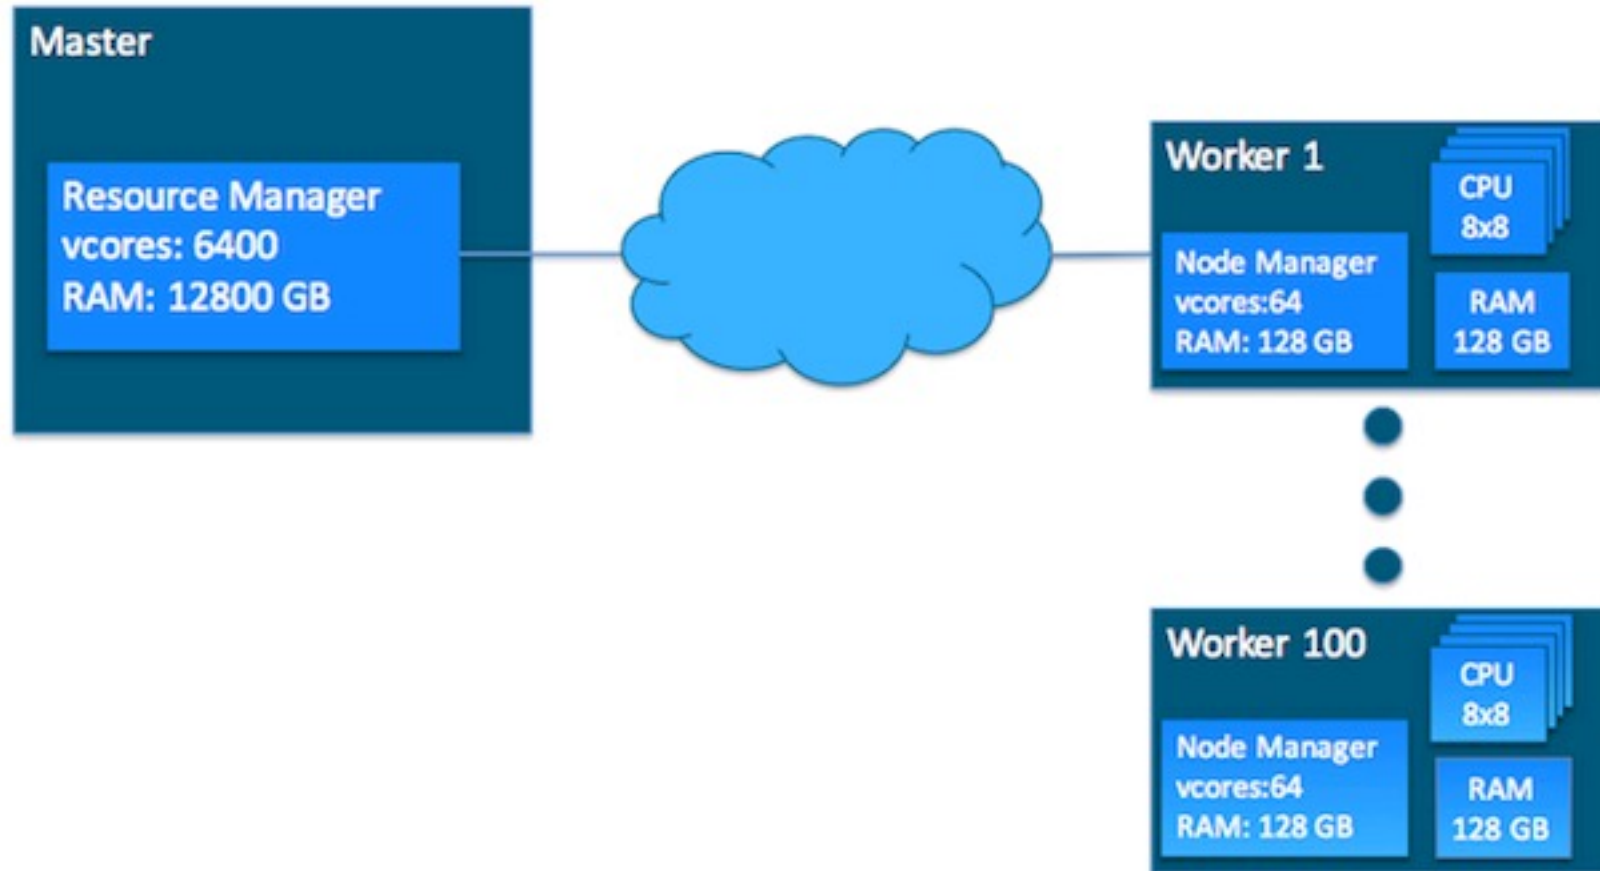 Master
Resource Manager
vcores: 6400
RAM: 12800 GB
Worker 1
CPU
8x8
Node Manager
vcores:64
RAM: 128 GB
RAM
128 GB
Worker 100
CPU
8x8
Node Manager
vcores:64
RAM: 128 GB
RAM
128 GB